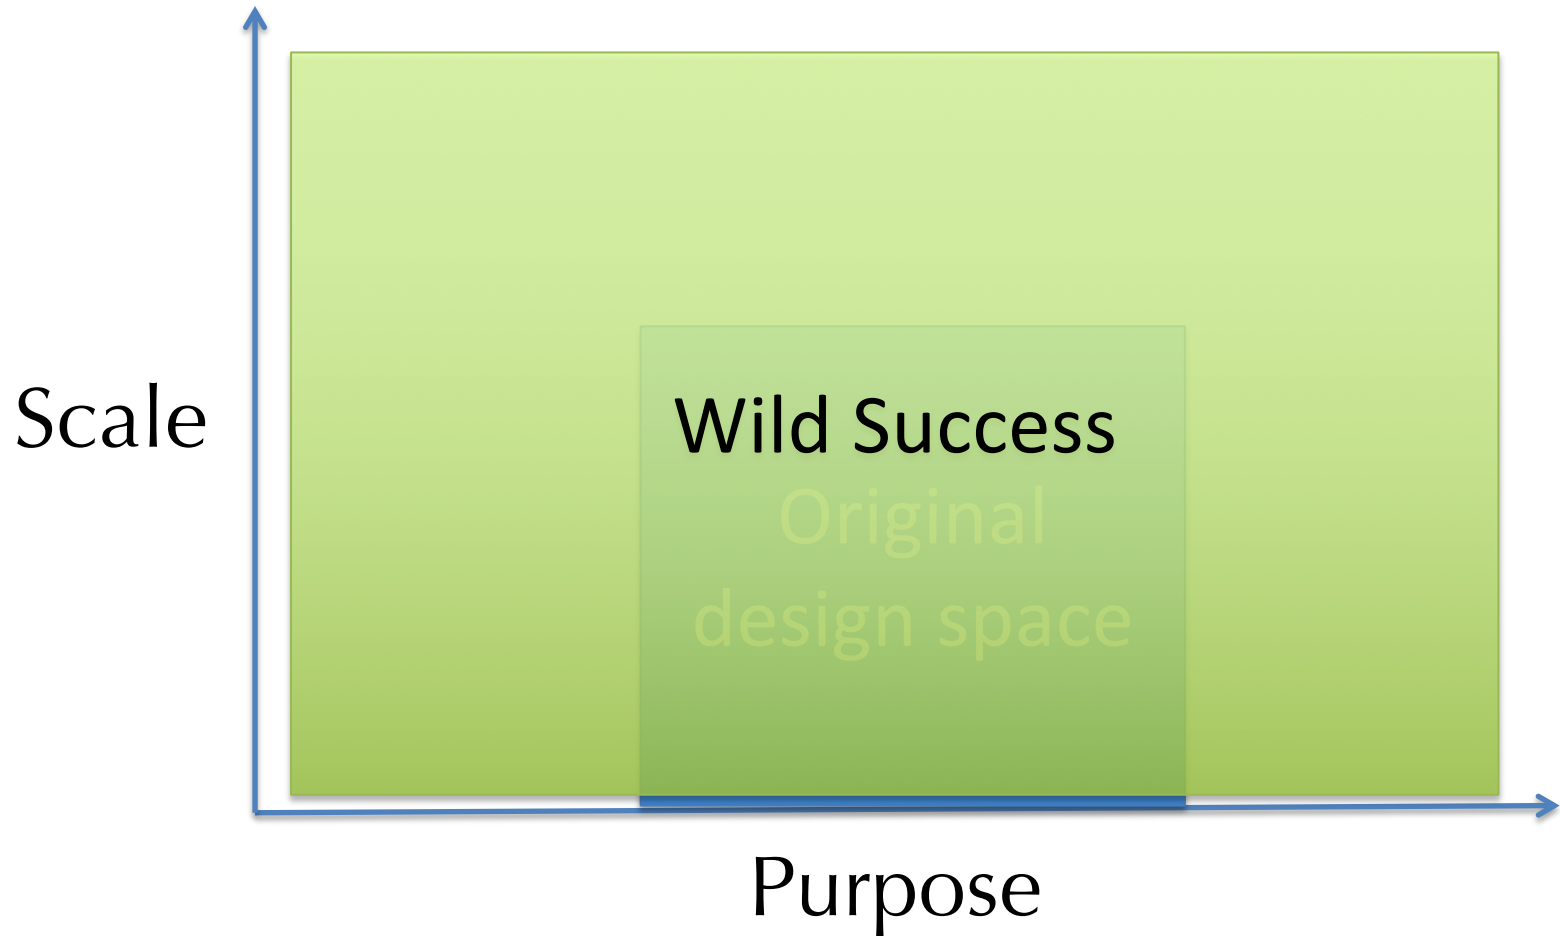 Scale
Wild Success
Original
design space
Purpose